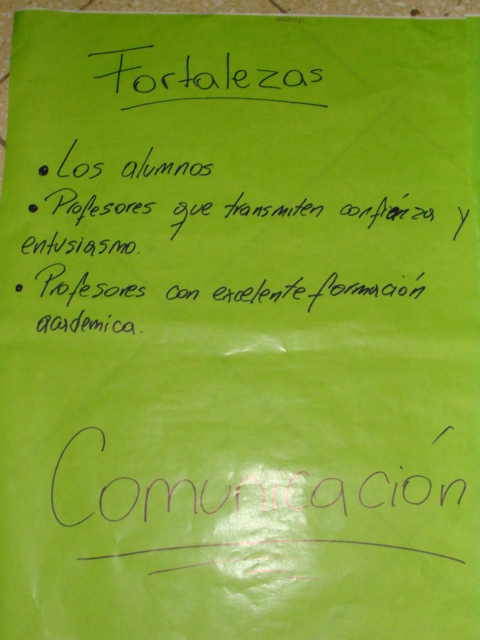 Fortalezas
• Los alumnos
• Profesores que transmiten confianza y
entusiasmo.
• Profesores con excelente formación
academica.
Comunicación